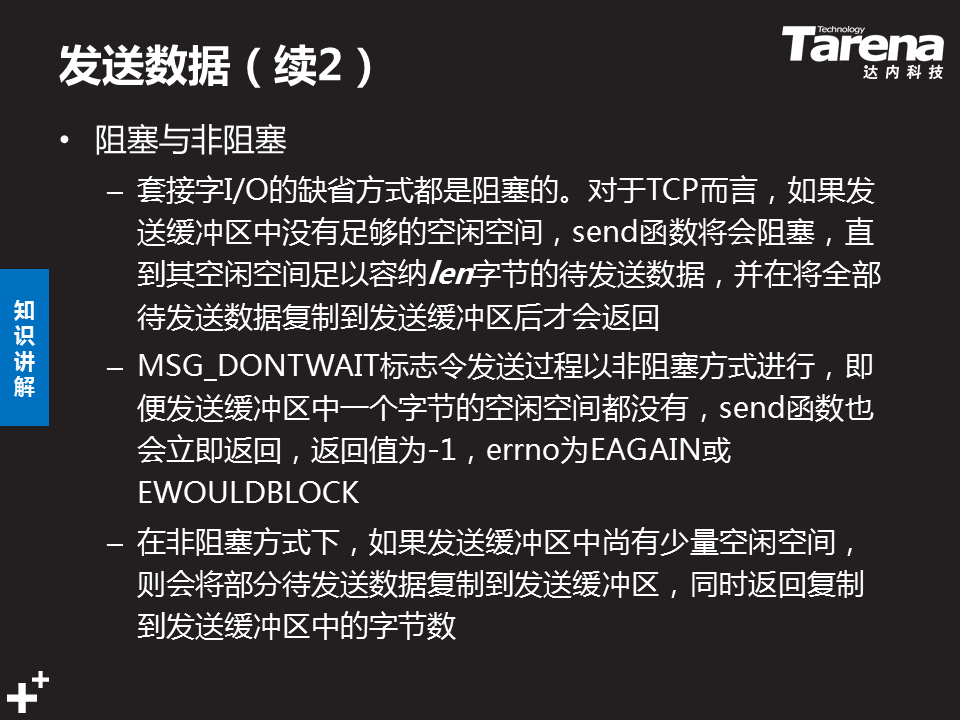 发送数据（续2）
Technology
Tarena
达内科技
• 阻塞与非阻塞
– 套接字I/O的缺省方式都是阻塞的。对于TCP而言，如果发
送缓冲区中没有足够的空闲空间，send函数将会阻塞，直
到其空闲空间足以容纳len字节的待发送数据，并在将全部
待发送数据复制到发送缓冲区后才会返回
– MSG_DONTWAIT标志令发送过程以非阻塞方式进行，即
便发送缓冲区中一个字节的空闲空间都没有，send函数也
会立即返回，返回值为-1，errno为EAGAIN或
EWOULDBLOCK
– 在非阻塞方式下，如果发送缓冲区中尚有少量空闲空间，
则会将部分待发送数据复制到发送缓冲区，同时返回复制
到发送缓冲区中的字节数
知
识
讲
解